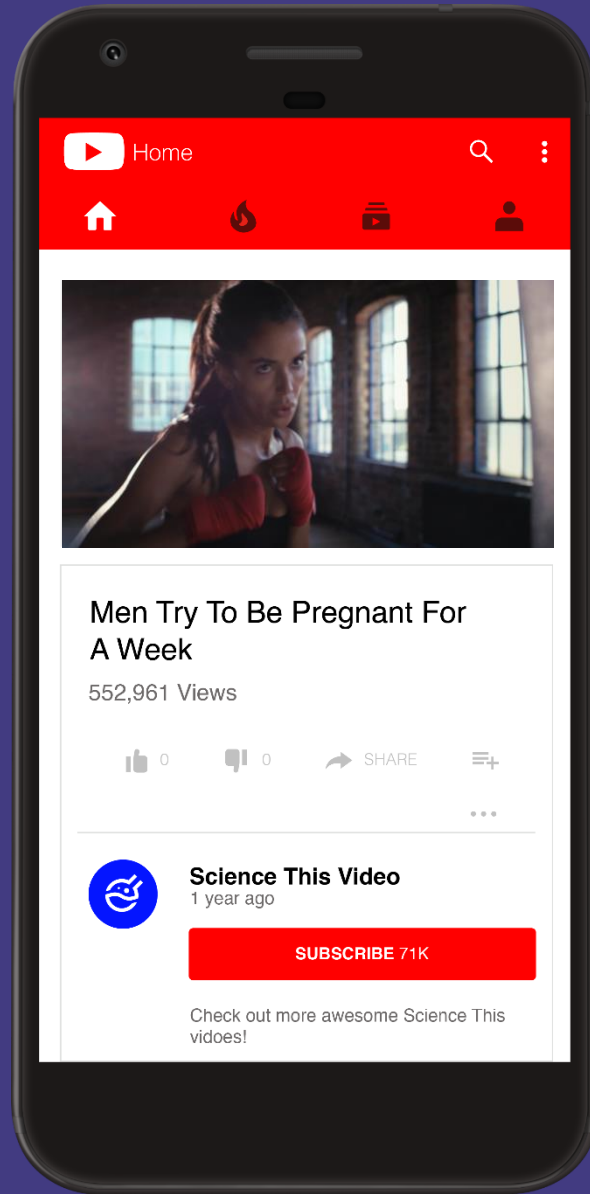 Home
Men Try To Be Pregnant For
A Week
552,961 Views
0 0 SHARE
Science This Video
1 year ago
SUBSCRIBE 71K
Check out more awesome Science This
vidoes!